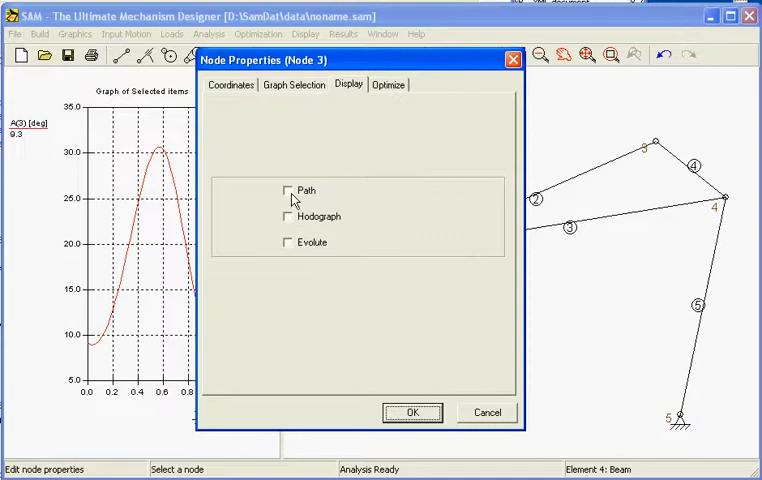 SAM - The Ultimate Mechanism Designer [D:\SamDat\data\noname.sam]
File Build Graphics Input Motion Loads Analysis Optimization Display Results Window Help
Node Properties (Node 3)
Coordinates Graph Selection Display Optimize
Graph of Selected items
A(3) [deg]
9.3
35.0
30.0
25.0
20.0
15.0
10.0
5.0
0.0 0.2 0.4 0.6 0.8
Path
Hodograph
Evolute
OK Cancel
3
4
2
4
3
5
5
Edit node properties Select a node Analysis Ready Element 4: Beam